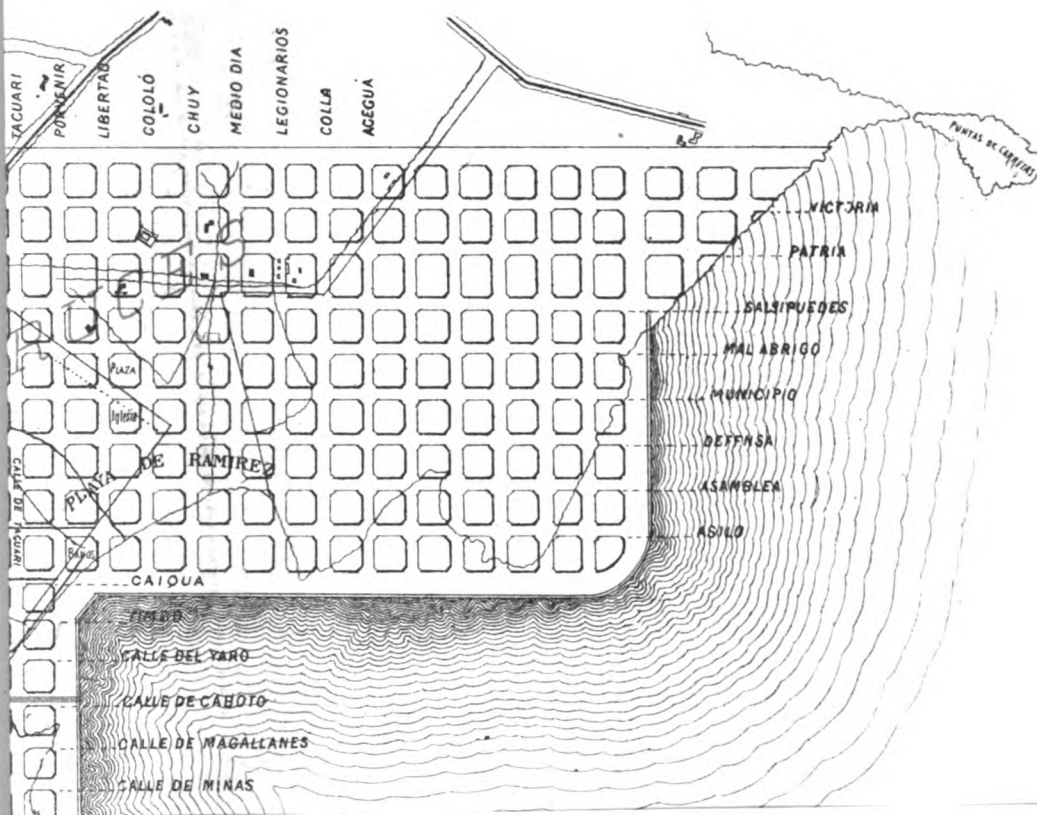 TACUARI
PORVENIR
LIBERTAD
COLOLÓ
CHUY
MEDIO DIA
LEGIONARIOS
COLLA
ACEGUÁ
PUNTAS DE CARRETAS
VICTORIA
PATRIA
SALSIPUEDES
MAL ABRIGO
PLAZA
MUNICIPIO
Iglesia
DEFENSA
PLAYA DE RAMIREZ
CALLE DE TACUARI
ASAMBLEA
ASILO
BAÑOS
CAIQUA
TIMBO
CALLE DEL YARO
CALLE DE CABOTO
CALLE DE MAGALLANES
CALLE DE MINAS